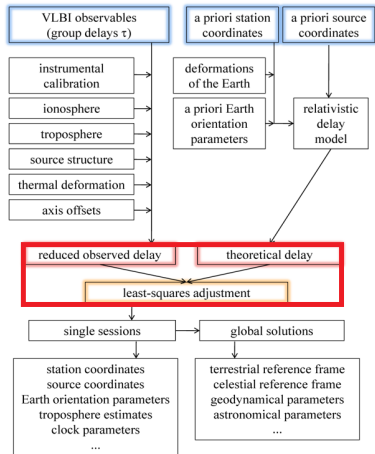 VLBI observables
(group delays τ)
a priori station
coordinates
a priori source
coordinates
instrumental
calibration
ionosphere
troposphere
source structure
thermal deformation
axis offsets
deformations
of the Earth
a priori Earth
orientation
parameters
relativistic
delay
model
reduced observed delay
theoretical delay
least-squares adjustment
single sessions
global solutions
station coordinates
source coordinates
Earth orientation parameters
troposphere estimates
clock parameters
...
terrestrial reference frame
celestial reference frame
geodynamical parameters
astronomical parameters
...